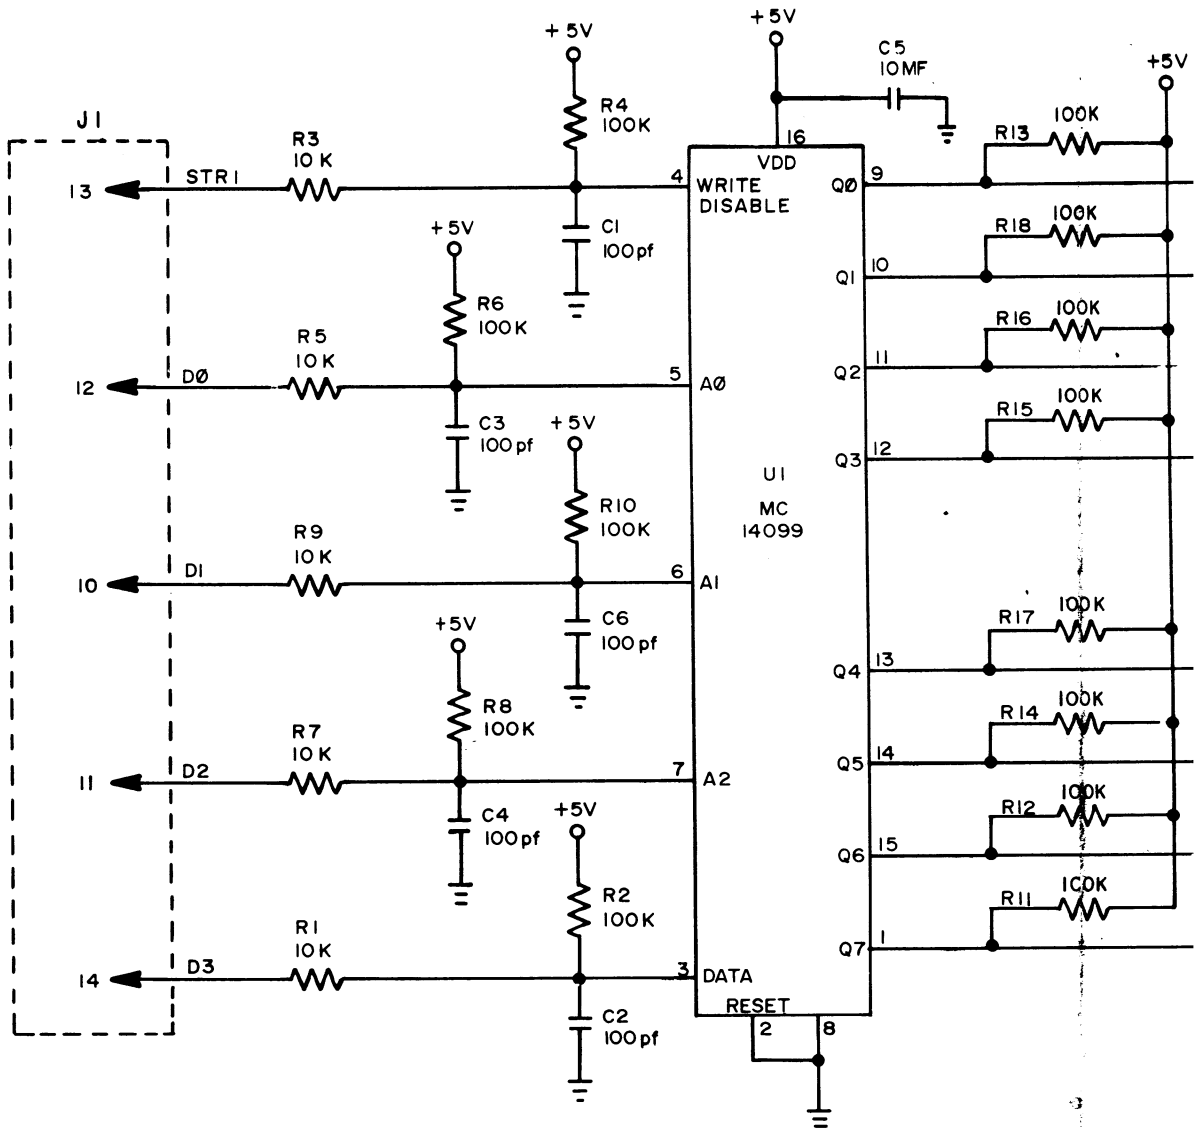 J1
13
STR1
R3
10K
+5V
R4
100K
C1
100pf
12
D0
R5
10K
+5V
R6
100K
C3
100pf
10
D1
R9
10K
+5V
R10
100K
C6
100pf
11
D2
R7
10K
+5V
R8
100K
C4
100pf
14
D3
R1
10K
+5V
R2
100K
C2
100pf
+5V
C5
10MF
16
VDD
4
WRITE
DISABLE
5
A0
6
A1
7
A2
3
DATA
U1
MC
14099
RESET
2
8
+5V
Q0
9
R13
100K
Q1
10
R18
100K
Q2
11
R16
100K
Q3
12
R15
100K
Q4
13
R17
100K
Q5
14
R14
100K
Q6
15
R12
100K
Q7
1
R11
100K